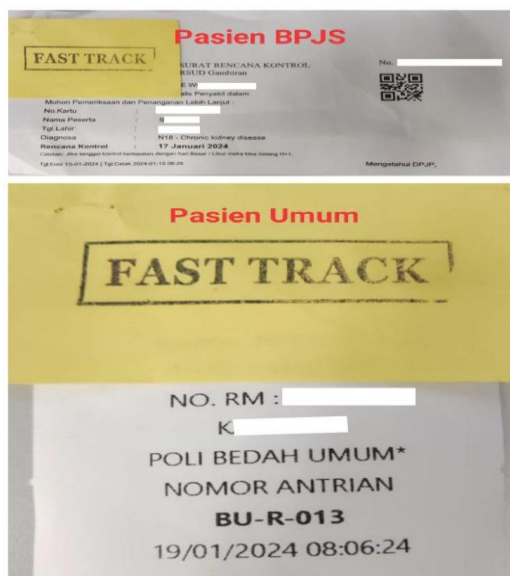 Pasien BPJS
FAST TRACK
SURAT RENCANA KONTROL
RSUD Gambiran
No.
Penyakit dalam
Mohon Pemeriksaan dan Penanganan Lebih Lanjut :
No.Kartu :
Nama Peserta : S
Tgl.Lahir :
Diagnosa : N18 - Chronic kidney disease
Rencana Kontrol : 17 Januari 2024
Mengetahui DPJP,
Pasien Umum
FAST TRACK
NO. RM :
K
POLI BEDAH UMUM*
NOMOR ANTRIAN
BU-R-013
19/01/2024 08:06:24